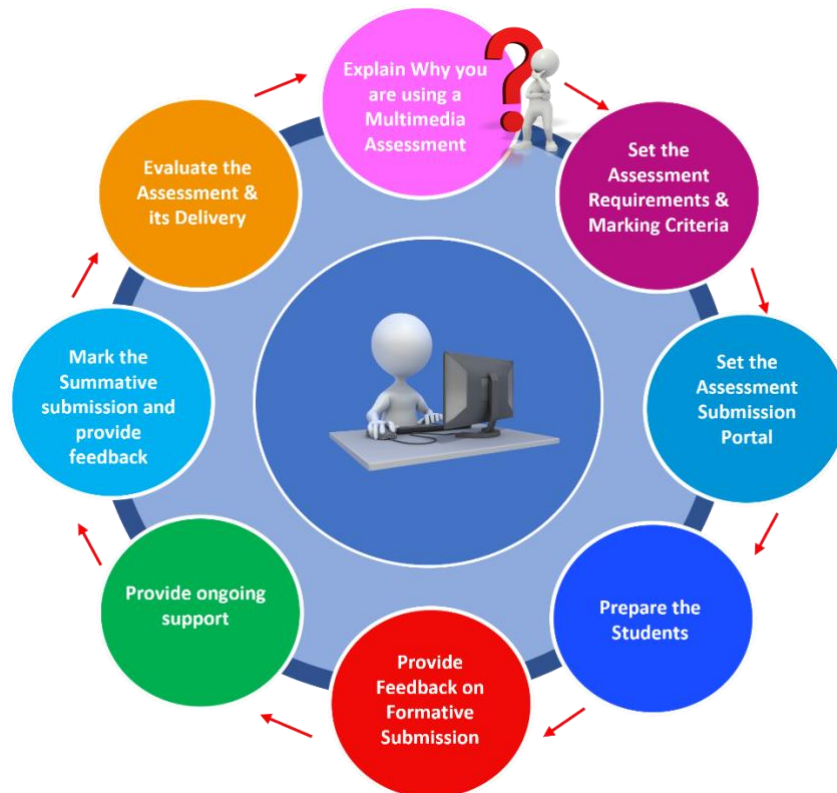 Explain Why you
are using a
Multimedia
Assessment
?
Set the
Assessment
Requirements &
Marking Criteria
Set the
Assessment
Submission
Portal
Prepare the
Students
Provide
Feedback on
Formative
Submission
Provide ongoing
support
Mark the
Summative
submission and
provide
feedback
Evaluate the
Assessment &
its Delivery